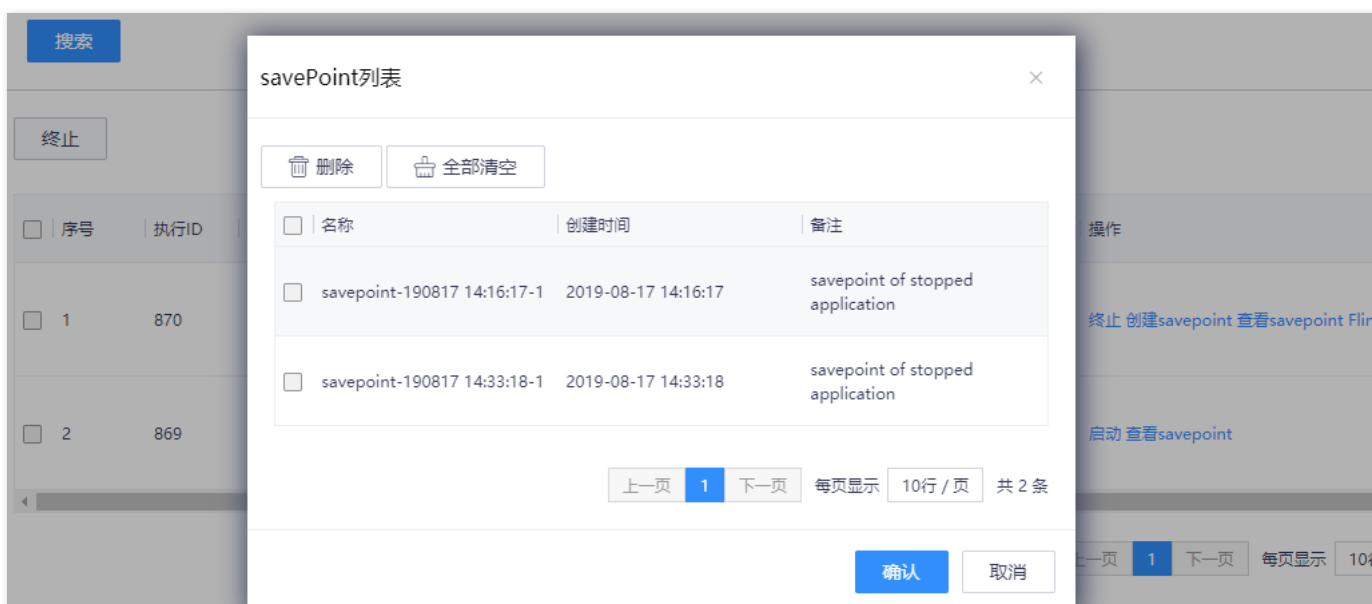 搜索
savePoint列表
终止
删除 全部清空
序号 执行ID 名称 创建时间 备注 操作
savepoint-190817 14:16:17-1 2019-08-17 14:16:17 savepoint of stopped
application
1 870 终止 创建savepoint 查看savepoint Flin
savepoint-190817 14:33:18-1 2019-08-17 14:33:18 savepoint of stopped
application
2 869 启动 查看savepoint
上一页 1 下一页 每页显示 10行 / 页 共 2 条
一页 1 下一页 每页显示 10
确认 取消